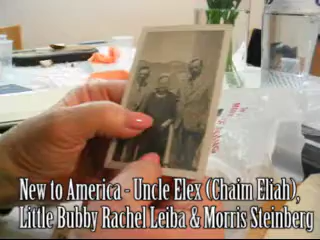 New to America - Uncle Elex (Chaim Eliah),
Little Bubby Rachel Leiba & Morris Steinberg